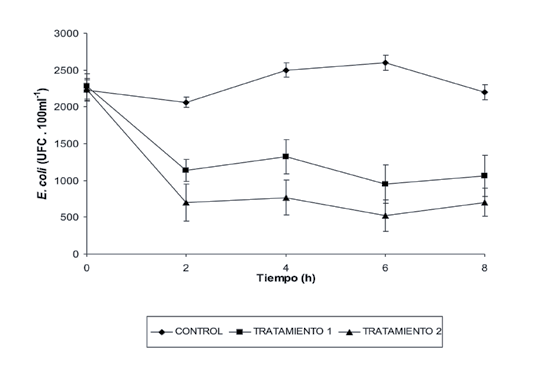 3000
2500
2000
1500
1000
500
0
E. coli (UFC . 100ml⁻¹)
0 2 4 6 8
Tiempo (h)
CONTROL TRATAMIENTO 1 TRATAMIENTO 2